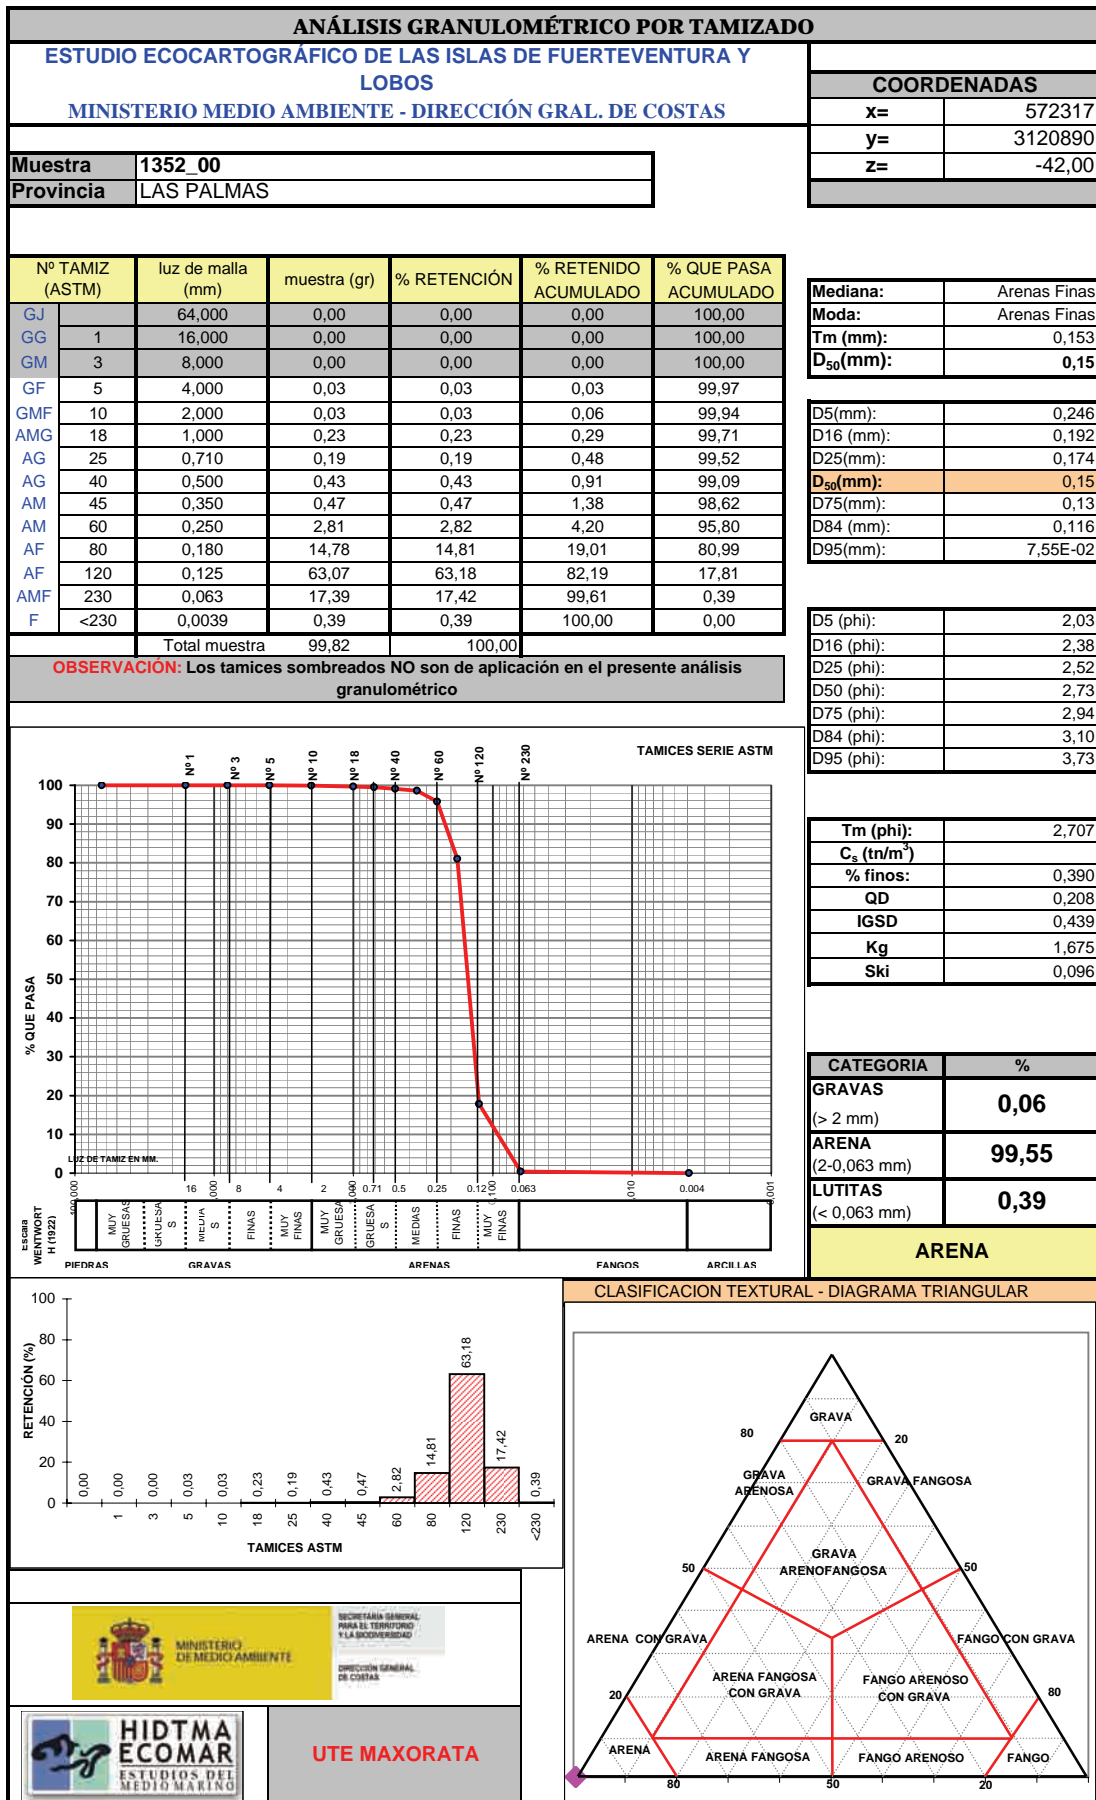 ANÁLISIS GRANULOMÉTRICO POR TAMIZADO
ESTUDIO ECOCARTOGRÁFICO DE LAS ISLAS DE FUERTEVENTURA Y
LOBOS
MINISTERIO MEDIO AMBIENTE - DIRECCIÓN GRAL. DE COSTAS
COORDENADAS
x= 572317
y= 3120890
z= -42,00
Muestra 1352_00
Provincia LAS PALMAS
Nº TAMIZ (ASTM) luz de malla (mm) muestra (gr) % RETENCIÓN % RETENIDO ACUMULADO % QUE PASA ACUMULADO
GJ 64,000 0,00 0,00 0,00 100,00
GG 1 16,000 0,00 0,00 0,00 100,00
GM 3 8,000 0,00 0,00 0,00 100,00
GF 5 4,000 0,03 0,03 0,03 99,97
GMF 10 2,000 0,03 0,03 0,06 99,94
AMG 18 1,000 0,23 0,23 0,29 99,71
AG 25 0,710 0,19 0,19 0,48 99,52
AG 40 0,500 0,43 0,43 0,91 99,09
AM 45 0,350 0,47 0,47 1,38 98,62
AM 60 0,250 2,81 2,82 4,20 95,80
AF 80 0,180 14,78 14,81 19,01 80,99
AF 120 0,125 63,07 63,18 82,19 17,81
AMF 230 0,063 17,39 17,42 99,61 0,39
F <230 0,0039 0,39 0,39 100,00 0,00
Total muestra 99,82 100,00
OBSERVACIÓN: Los tamices sombreados NO son de aplicación en el presente análisis
granulométrico
Mediana: Arenas Finas
Moda: Arenas Finas
Tm (mm): 0,153
D50(mm): 0,15
D5(mm): 0,246
D16 (mm): 0,192
D25(mm): 0,174
D50(mm): 0,15
D75(mm): 0,13
D84 (mm): 0,116
D95(mm): 7,55E-02
D5 (phi): 2,03
D16 (phi): 2,38
D25 (phi): 2,52
D50 (phi): 2,73
D75 (phi): 2,94
D84 (phi): 3,10
D95 (phi): 3,73
Tm (phi): 2,707
Cs (tn/m3)
% finos: 0,390
QD 0,208
IGSD 0,439
Kg 1,675
Ski 0,096
CATEGORIA %
GRAVAS
(> 2 mm) 0,06
ARENA
(2-0,063 mm) 99,55
LUTITAS
(< 0,063 mm) 0,39
ARENA
TAMICES SERIE ASTM
Nº 1 Nº 3 Nº 5 Nº 10 Nº 18 Nº 40 Nº 60 Nº 120 Nº 230
% QUE PASA
100
90
80
70
60
50
40
30
20
10
0
LUZ DE TAMIZ EN MM.
16 8 4 2 1 0.71 0.5 0.25 0.12 0.063 0.004
Escala
WENTWORT
H (1922)
MUY GRUESAS GRUESA S MEDIA S FINAS MUY FINAS MUY GRUESA GRUESA S MEDIAS FINAS MUY FINAS
PIEDRAS GRAVAS ARENAS FANGOS ARCILLAS
RETENCIÓN (%)
100
80
60
40
20
0
0,00 0,00 0,00 0,03 0,03 0,23 0,19 0,43 0,47 2,82 14,81 63,18 17,42 0,39
1 3 5 10 18 25 40 45 60 80 120 230 <230
TAMICES ASTM
CLASIFICACION TEXTURAL - DIAGRAMA TRIANGULAR
GRAVA
80 20
GRAVA
ARENOSA
GRAVA FANGOSA
GRAVA
ARENOFANGOSA
50 50
ARENA CON GRAVA
FANGO CON GRAVA
ARENA FANGOSA
CON GRAVA
FANGO ARENOSO
CON GRAVA
20 80
ARENA ARENA FANGOSA FANGO ARENOSO FANGO
80 50 20
MINISTERIO
DE MEDIO AMBIENTE
SECRETARÍA GENERAL
PARA EL TERRITORIO
Y LA BIODIVERSIDAD
DIRECCIÓN GENERAL
DE COSTAS
HIDTMA
ECOMAR
ESTUDIOS DEL
MEDIO MARINO
UTE MAXORATA